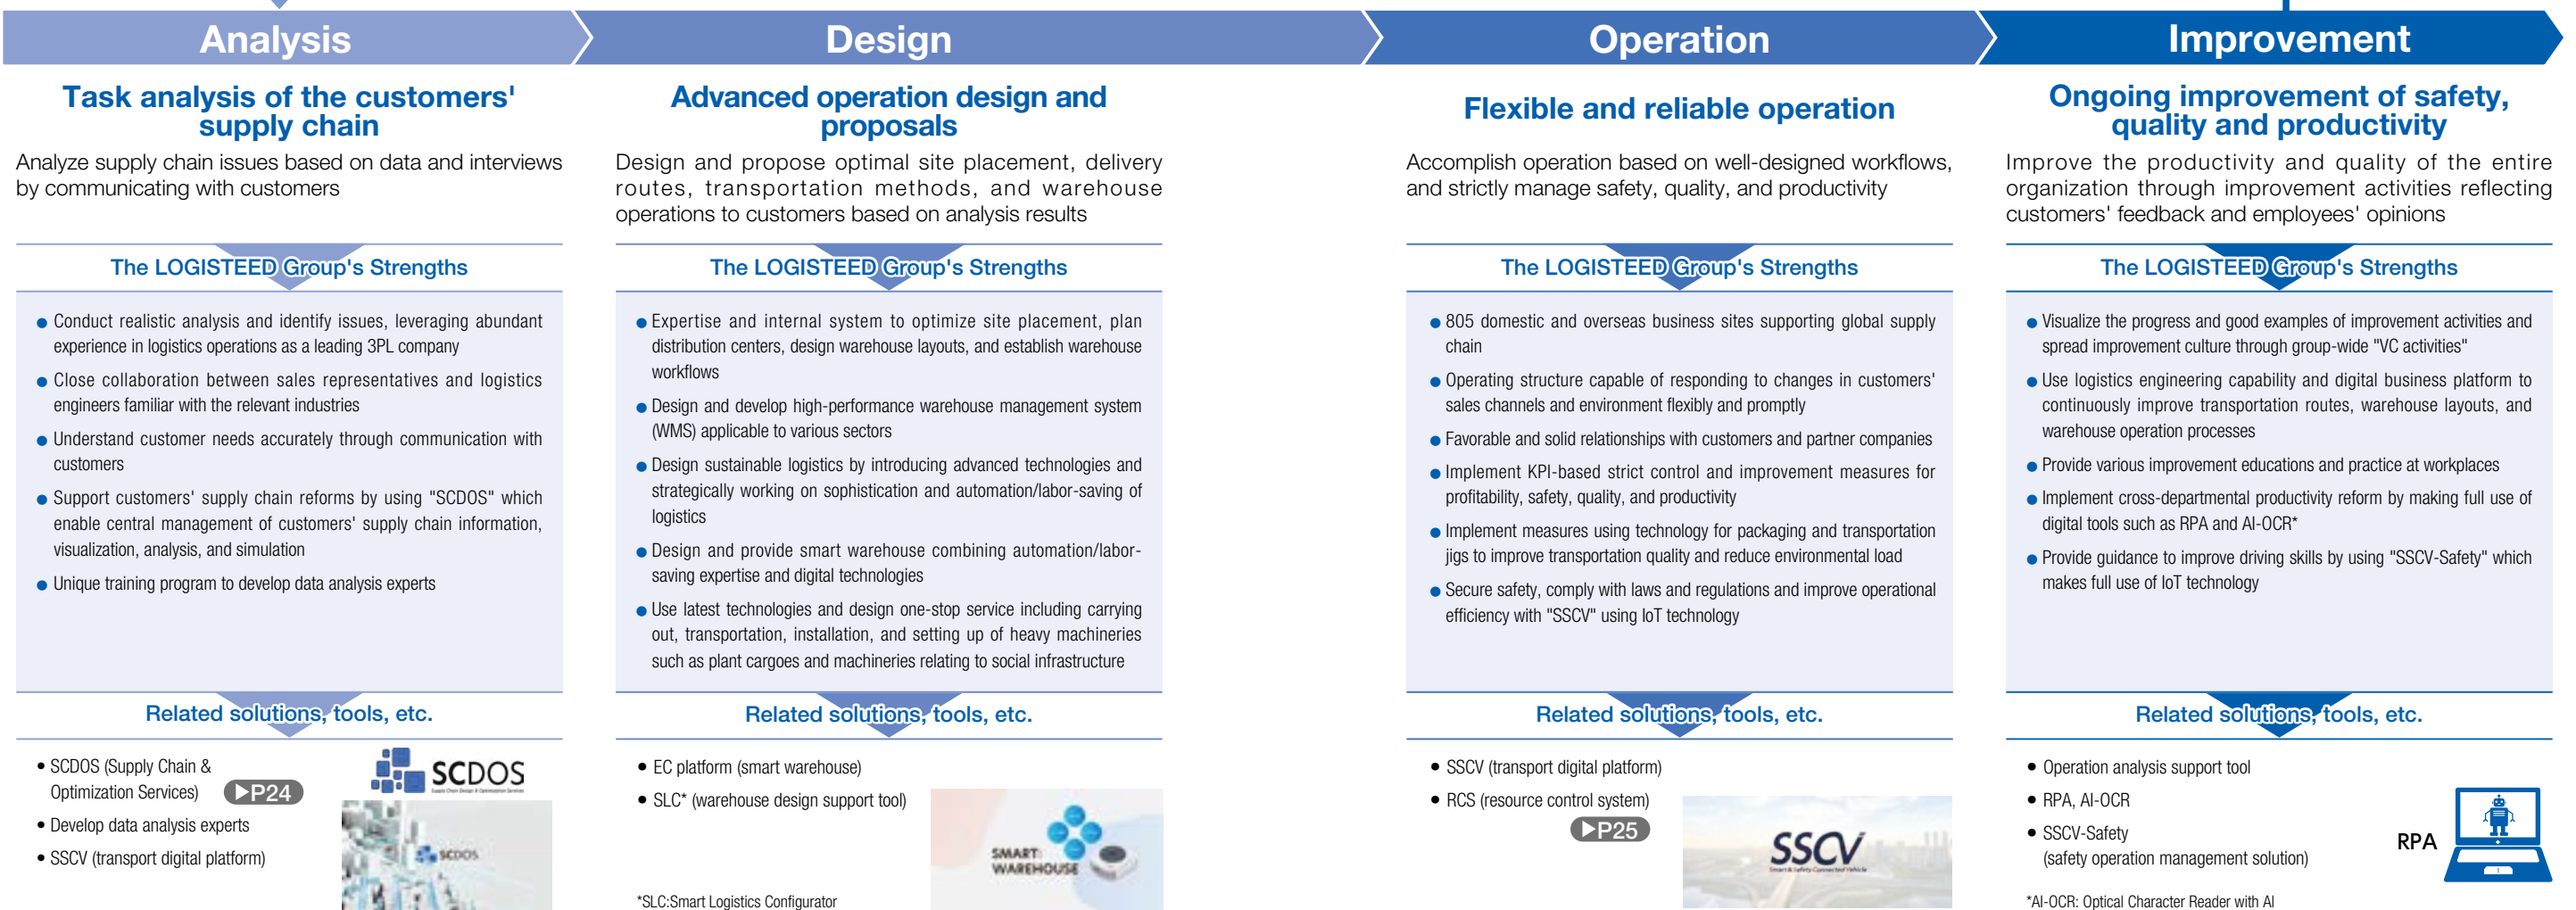 Analysis
Task analysis of the customers'
supply chain
Analyze supply chain issues based on data and interviews
by communicating with customers
The LOGISTEED Group's Strengths
● Conduct realistic analysis and identify issues, leveraging abundant
experience in logistics operations as a leading 3PL company
● Close collaboration between sales representatives and logistics
engineers familiar with the relevant industries
● Understand customer needs accurately through communication with
customers
● Support customers' supply chain reforms by using "SCDOS" which
enable central management of customers' supply chain information,
visualization, analysis, and simulation
● Unique training program to develop data analysis experts
Related solutions, tools, etc.
• SCDOS (Supply Chain &
Optimization Services) ▶P24
• Develop data analysis experts
• SSCV (transport digital platform)
SCDOS
Supply Chain Design & Optimization Services
SCDOS
Design
Advanced operation design and
proposals
Design and propose optimal site placement, delivery
routes, transportation methods, and warehouse
operations to customers based on analysis results
The LOGISTEED Group's Strengths
● Expertise and internal system to optimize site placement, plan
distribution centers, design warehouse layouts, and establish warehouse
workflows
● Design and develop high-performance warehouse management system
(WMS) applicable to various sectors
● Design sustainable logistics by introducing advanced technologies and
strategically working on sophistication and automation/labor-saving of
logistics
● Design and provide smart warehouse combining automation/labor-
saving expertise and digital technologies
● Use latest technologies and design one-stop service including carrying
out, transportation, installation, and setting up of heavy machineries
such as plant cargoes and machineries relating to social infrastructure
Related solutions, tools, etc.
• EC platform (smart warehouse)
• SLC* (warehouse design support tool)
SMART
WAREHOUSE
*SLC:Smart Logistics Configurator
Operation
Flexible and reliable operation
Accomplish operation based on well-designed workflows,
and strictly manage safety, quality, and productivity
The LOGISTEED Group's Strengths
● 805 domestic and overseas business sites supporting global supply
chain
● Operating structure capable of responding to changes in customers'
sales channels and environment flexibly and promptly
● Favorable and solid relationships with customers and partner companies
● Implement KPI-based strict control and improvement measures for
profitability, safety, quality, and productivity
● Implement measures using technology for packaging and transportation
jigs to improve transportation quality and reduce environmental load
● Secure safety, comply with laws and regulations and improve operational
efficiency with "SSCV" using IoT technology
Related solutions, tools, etc.
• SSCV (transport digital platform)
• RCS (resource control system)
▶P25
SSCV
Smart & Safety Connected Vehicle
Improvement
Ongoing improvement of safety,
quality and productivity
Improve the productivity and quality of the entire
organization through improvement activities reflecting
customers' feedback and employees' opinions
The LOGISTEED Group's Strengths
● Visualize the progress and good examples of improvement activities and
spread improvement culture through group-wide "VC activities"
● Use logistics engineering capability and digital business platform to
continuously improve transportation routes, warehouse layouts, and
warehouse operation processes
● Provide various improvement educations and practice at workplaces
● Implement cross-departmental productivity reform by making full use of
digital tools such as RPA and AI-OCR*
● Provide guidance to improve driving skills by using "SSCV-Safety" which
makes full use of IoT technology
Related solutions, tools, etc.
• Operation analysis support tool
• RPA, AI-OCR
• SSCV-Safety
(safety operation management solution)
RPA
*AI-OCR: Optical Character Reader with AI